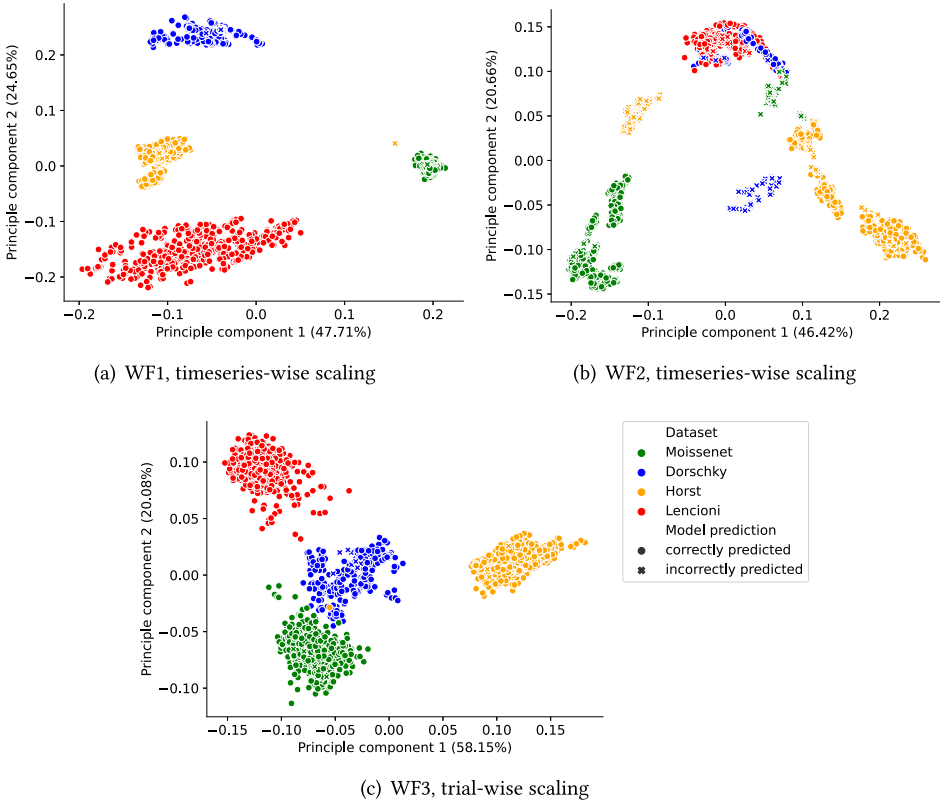 0.2
0.1
0.0
−0.1
−0.2
Principle component 2 (24.65%)
−0.2
−0.1
0.0
0.1
0.2
Principle component 1 (47.71%)
(a) WF1, timeseries-wise scaling
0.15
0.10
0.05
0.00
−0.05
−0.10
−0.15
Principle component 2 (20.66%)
−0.2
−0.1
0.0
0.1
0.2
Principle component 1 (46.42%)
(b) WF2, timeseries-wise scaling
0.10
0.05
0.00
−0.05
−0.10
Principle component 2 (20.08%)
−0.15
−0.10
−0.05
0.00
0.05
0.10
0.15
Principle component 1 (58.15%)
Dataset
Moissenet
Dorschky
Horst
Lencioni
Model prediction
correctly predicted
incorrectly predicted
(c) WF3, trial-wise scaling